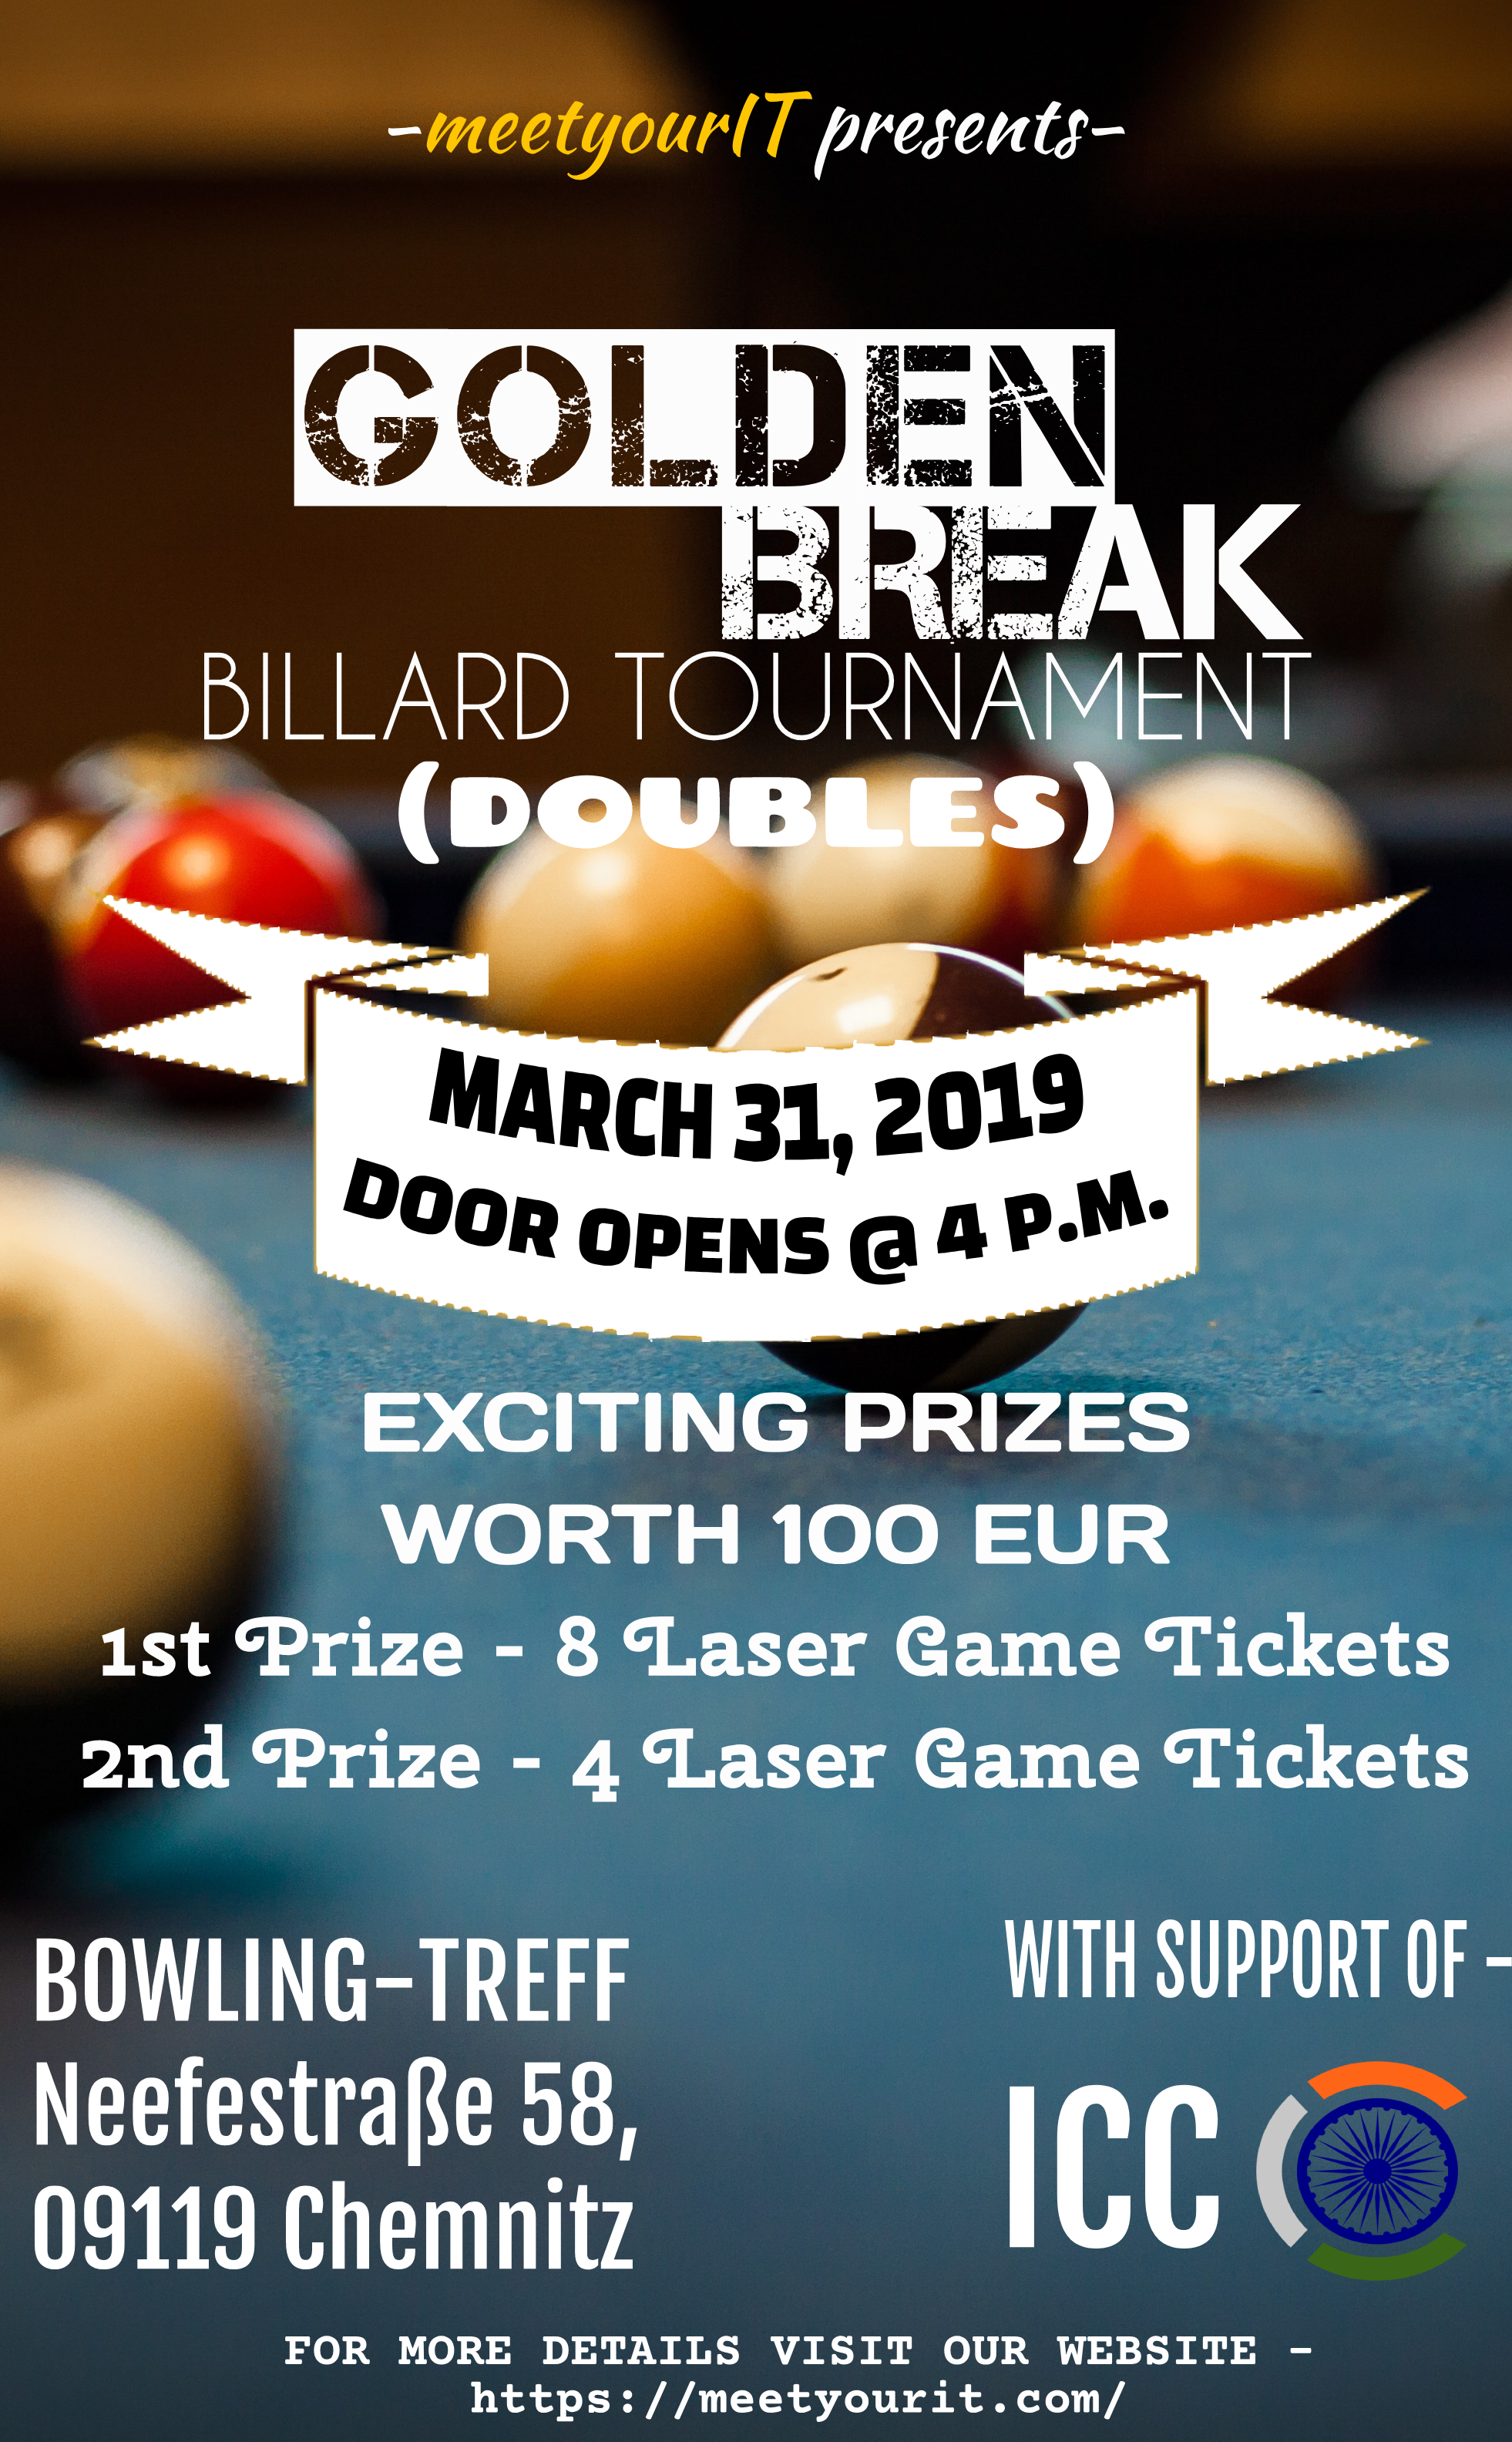 -meetyourIT presents-
GOLDEN
BREAK
BILLARD TOURNAMENT
(DOUBLES)
MARCH 31, 2019
DOOR OPENS @ 4 P.M.
EXCITING PRIZES
WORTH 100 EUR
1st Prize - 8 Laser Game Tickets
2nd Prize - 4 Laser Game Tickets
BOWLING-TREFF
Neefestraße 58,
09119 Chemnitz
WITH SUPPORT OF -
ICC
FOR MORE DETAILS VISIT OUR WEBSITE -
https://meetyourit.com/